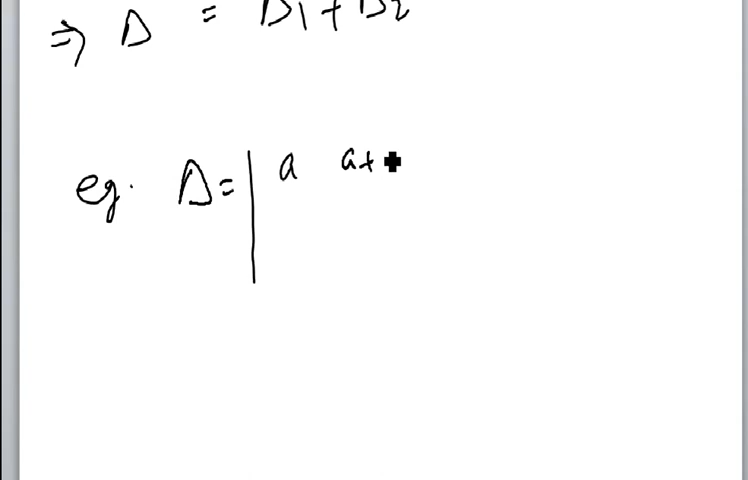 ⇒ Δ = Δ1 + Δ2
eg. Δ = | a a+